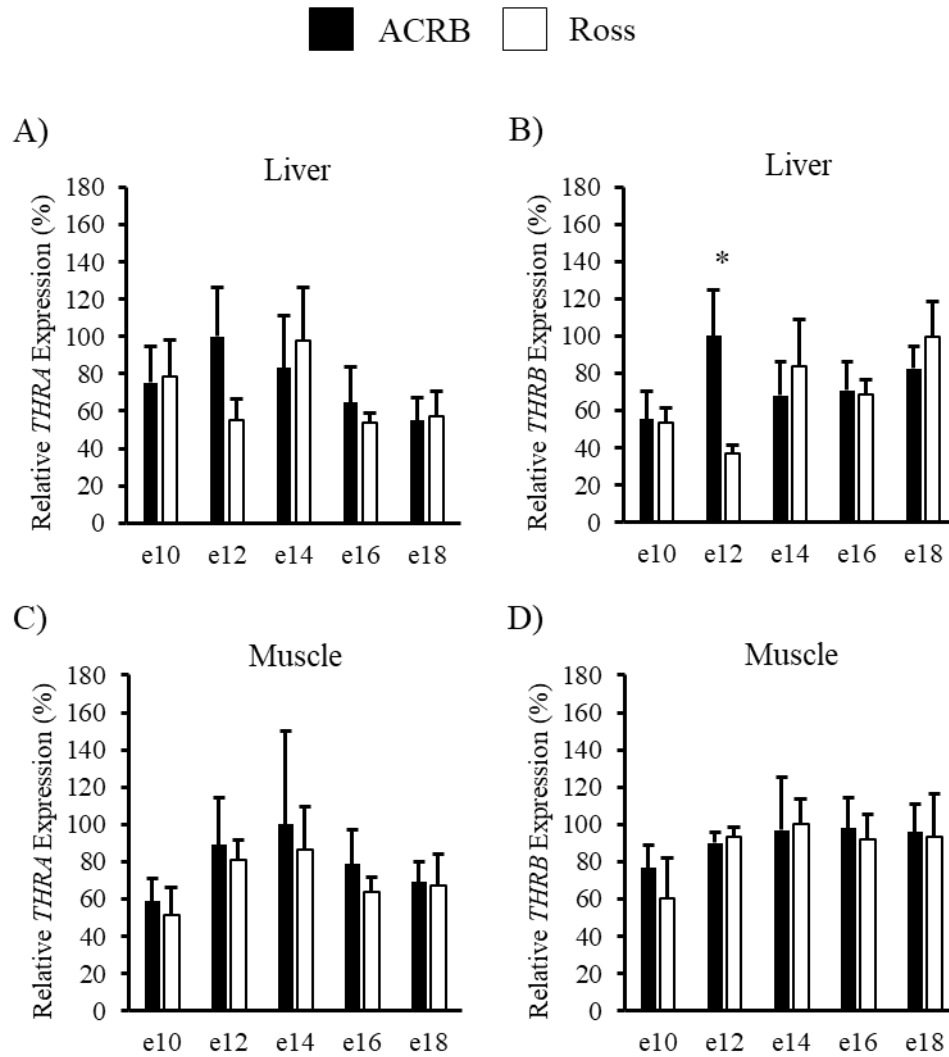 ACRB Ross
A)
Liver
Relative THRA Expression (%)
180
160
140
120
100
80
60
40
20
0
e10 e12 e14 e16 e18
B)
Liver
Relative THRB Expression (%)
180
160
140
120
100
80
60
40
20
0
*
e10 e12 e14 e16 e18
C)
Muscle
Relative THRA Expression (%)
180
160
140
120
100
80
60
40
20
0
e10 e12 e14 e16 e18
D)
Muscle
Relative THRB Expression (%)
180
160
140
120
100
80
60
40
20
0
e10 e12 e14 e16 e18